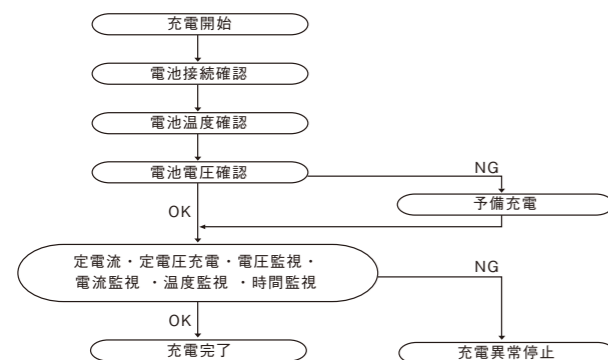 充電開始
電池接続確認
電池温度確認
電池電圧確認
NG
予備充電
OK
定電流・定電圧充電・電圧監視・
電流監視 ・温度監視 ・時間監視
NG
OK
充電完了
充電異常停止